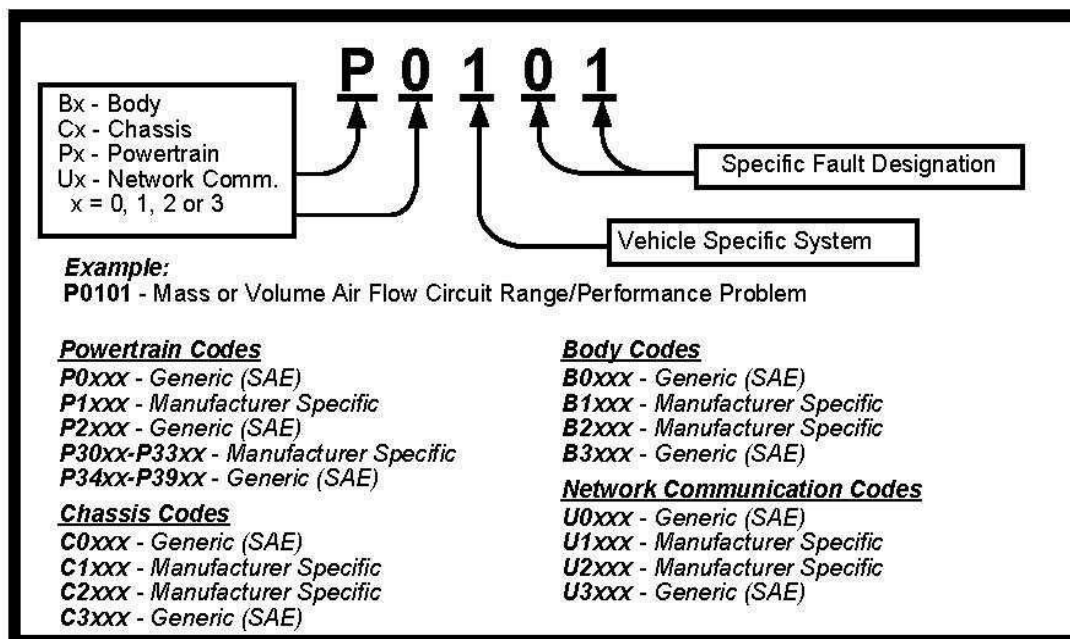 P 0 1 0 1
Bx - Body
Cx - Chassis
Px - Powertrain
Ux - Network Comm.
x = 0, 1, 2 or 3
Specific Fault Designation
Vehicle Specific System
Example:
P0101 - Mass or Volume Air Flow Circuit Range/Performance Problem
Powertrain Codes
P0xxx - Generic (SAE)
P1xxx - Manufacturer Specific
P2xxx - Generic (SAE)
P30xx-P33xx - Manufacturer Specific
P34xx-P39xx - Generic (SAE)
Chassis Codes
C0xxx - Generic (SAE)
C1xxx - Manufacturer Specific
C2xxx - Manufacturer Specific
C3xxx - Generic (SAE)
Body Codes
B0xxx - Generic (SAE)
B1xxx - Manufacturer Specific
B2xxx - Manufacturer Specific
B3xxx - Generic (SAE)
Network Communication Codes
U0xxx - Generic (SAE)
U1xxx - Manufacturer Specific
U2xxx - Manufacturer Specific
U3xxx - Generic (SAE)